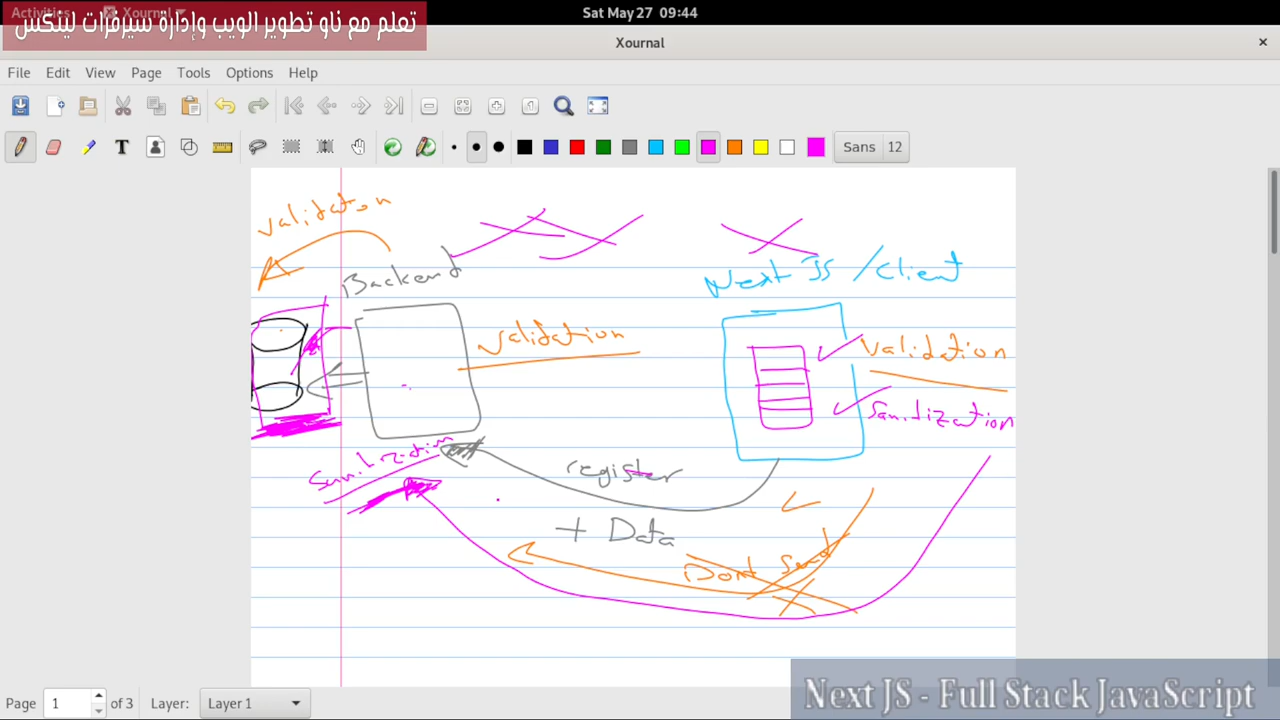 Activities Xournal Sat May 27 09:44
تعلم مع ناو تطوير الويب وإدارة سيرفرات لينكس
Xournal
File Edit View Page Tools Options Help
Sans 12
Validation
Backend
Next JS / Client
Validation
Validation
Sanitization
Sanitization
register
+ Data
Dont Send
Page 1 of 3 Layer: Layer 1
Next JS - Full Stack JavaScript